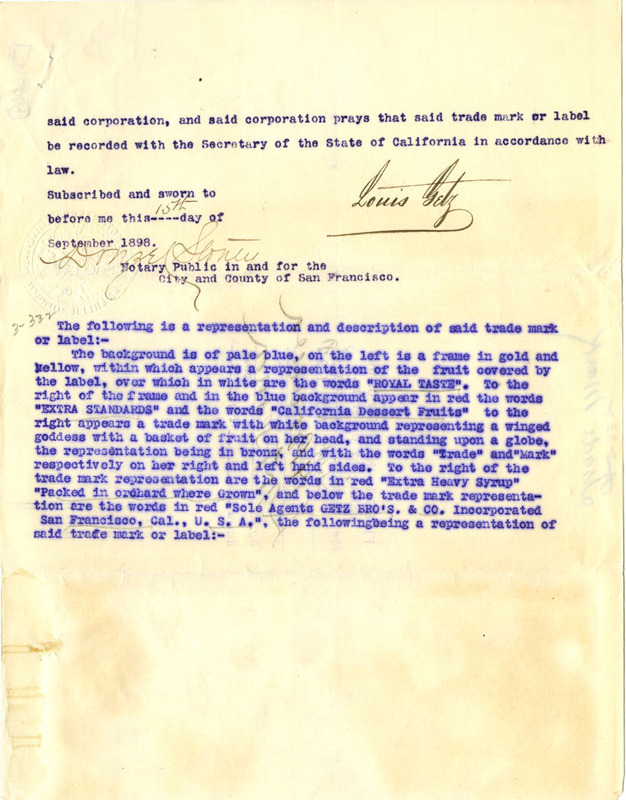 said corporation, and said corporation prays that said trade mark or label
be recorded with the Secretary of the State of California in accordance with
law.
Subscribed and sworn to
before me this----day of
15th
Louis Getz
September 1898.
Notary Public in and for the
City and County of San Francisco.
3-332
The following is a representation and description of said trade mark
or label:-
The background is of pale blue, on the left is a frame in gold and
yellow, within which appears a representation of the fruit covered by
the label, over which in white are the words "ROYAL TASTE". To the
right of the frame and in the blue background appear in red the words
"EXTRA STANDARDS" and the words "California Dessert Fruits" to the
right appears a trade mark with white background representing a winged
goddess with a basket of fruit on her head, and standing upon a globe,
the representation being in bronz, and with the words "Trade" and"Mark"
respectively on her right and left hand sides. To the right of the
trade mark representation are the words in red "Extra Heavy Syrup"
"Packed in orchard where Grown", and below the trade mark representa-
tion are the words in red "Sole Agents GETZ BRO'S. & CO. Incorporated
San Francisco, Cal., U. S. A.", the followingbeing a representation of
said trade mark or label:-